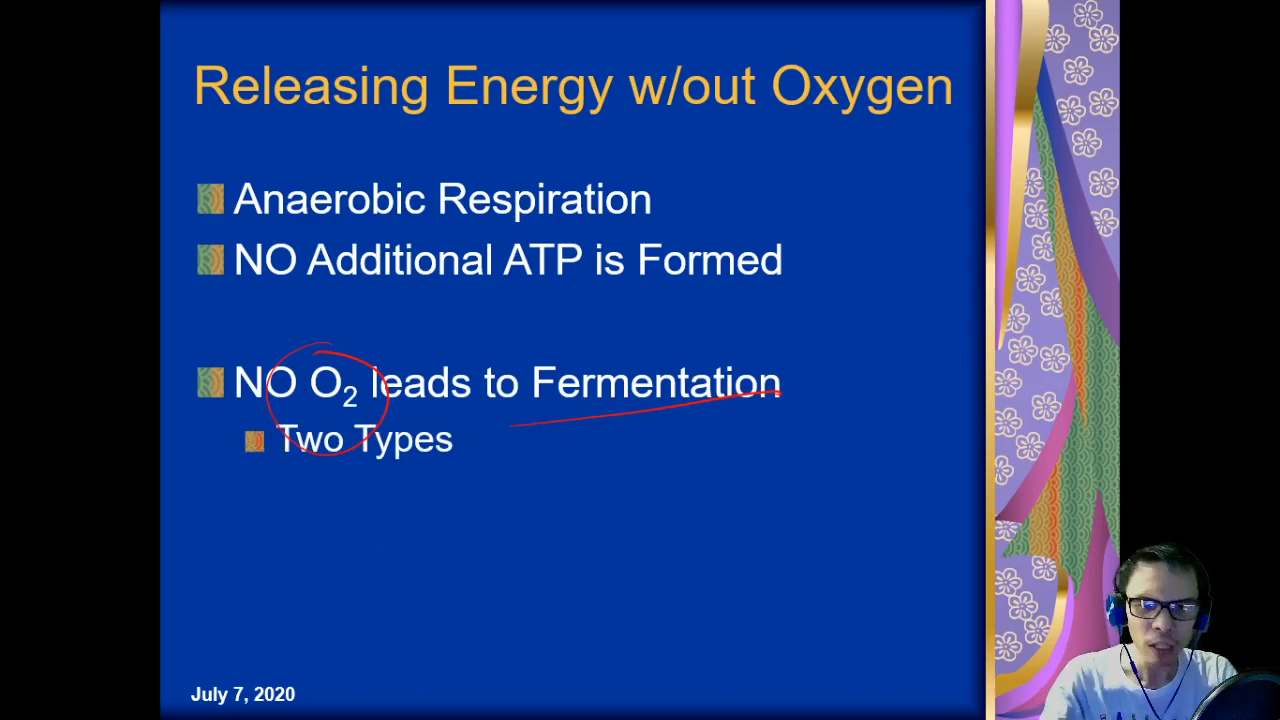 Releasing Energy w/out Oxygen
Anaerobic Respiration
NO Additional ATP is Formed
NO O₂ leads to Fermentation
Two Types
July 7, 2020